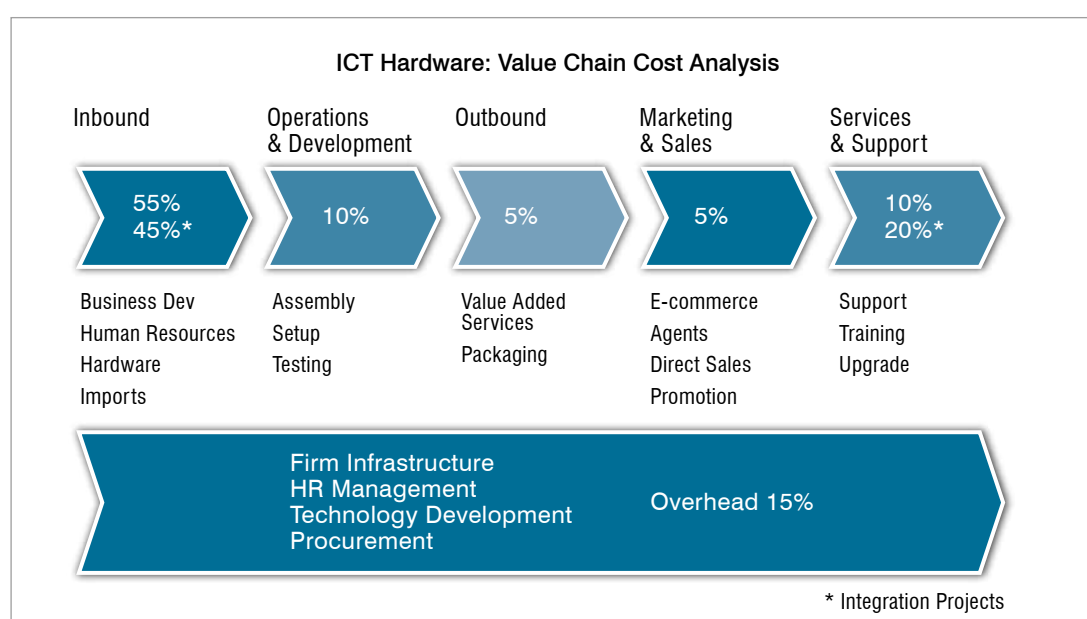 ICT Hardware: Value Chain Cost Analysis
Inbound
Operations
& Development
Outbound
Marketing
& Sales
Services
& Support
55%
45%*
10%
5%
5%
10%
20%*
Business Dev
Human Resources
Hardware
Imports
Assembly
Setup
Testing
Value Added
Services
Packaging
E-commerce
Agents
Direct Sales
Promotion
Support
Training
Upgrade
Firm Infrastructure
HR Management
Technology Development
Procurement
Overhead 15%
* Integration Projects